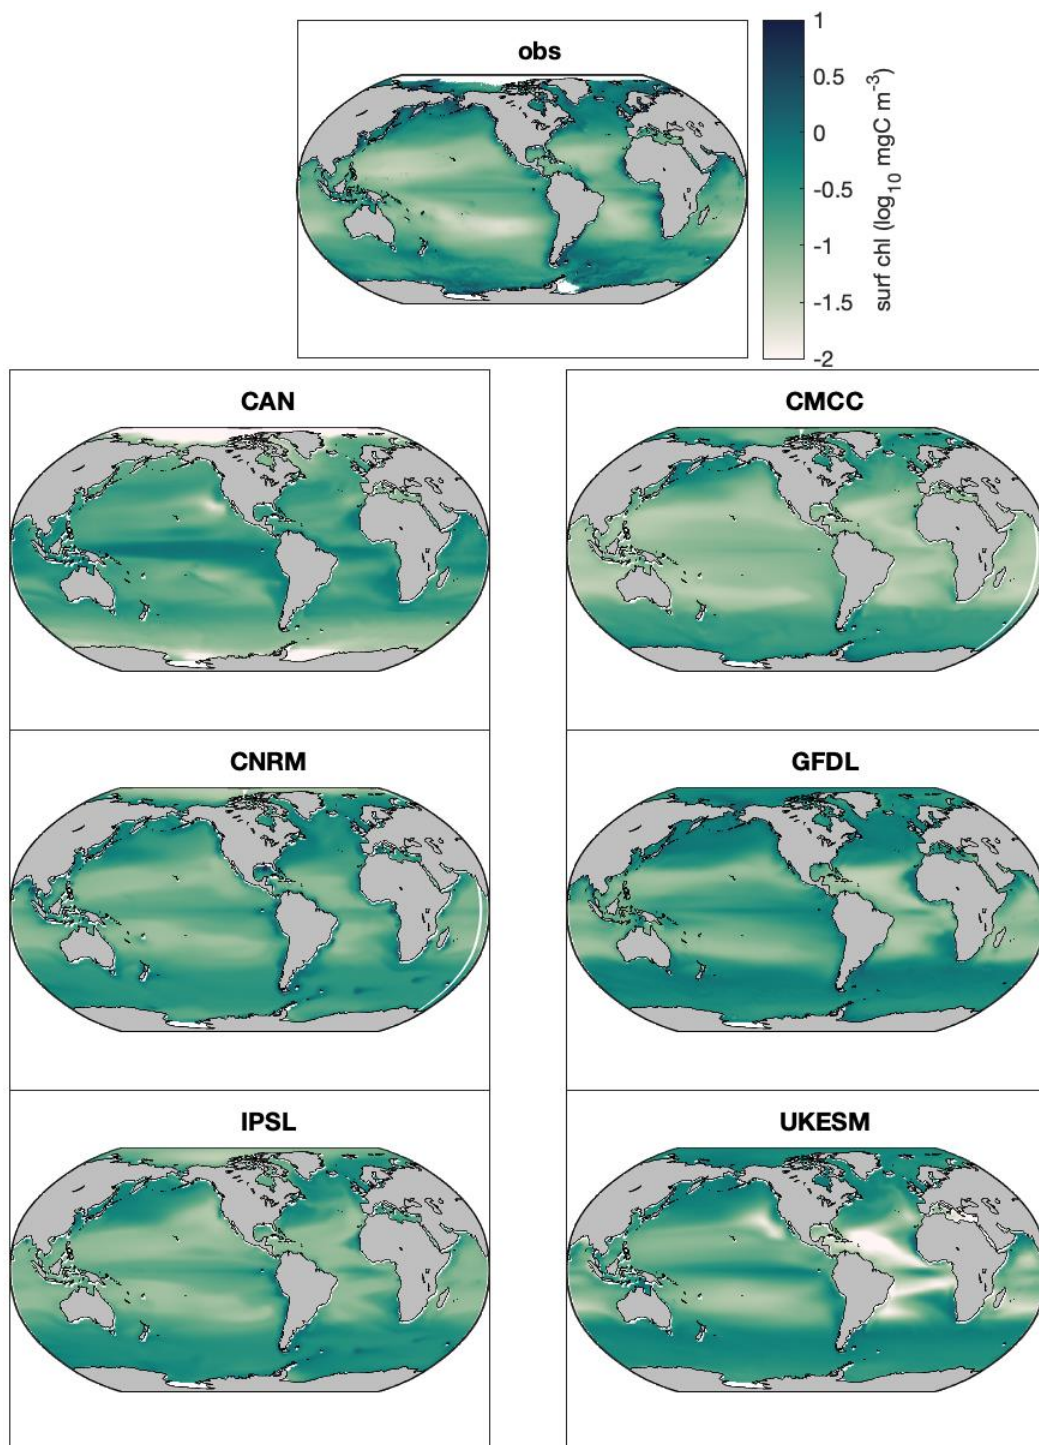 obs
1
0.5
0
-0.5
-1
-1.5
-2
surf chl (log10 mgC m-3)
CAN
CMCC
CNRM
GFDL
IPSL
UKESM